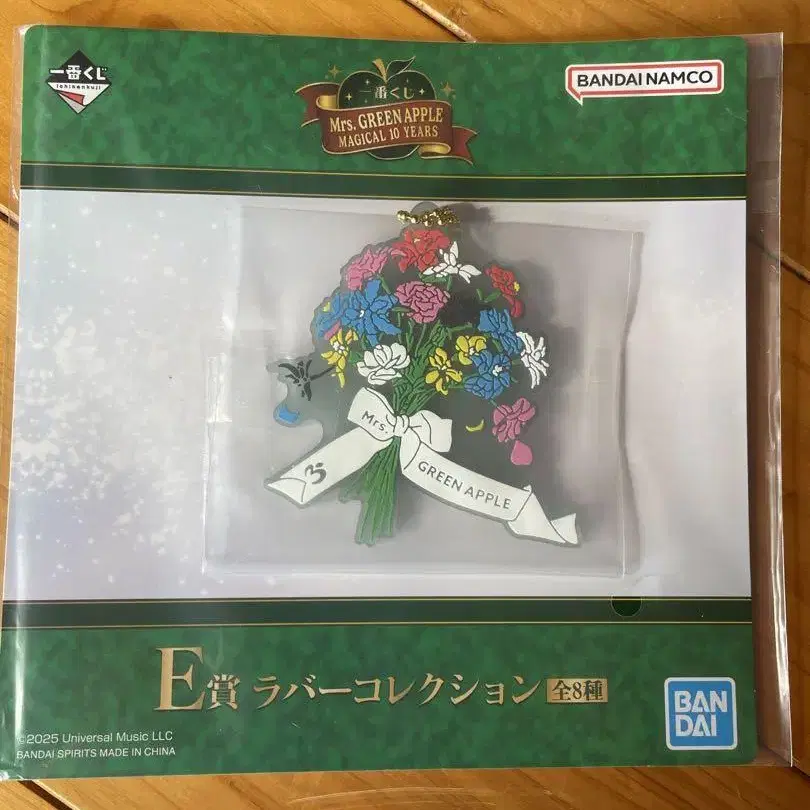 一番くじ
ichibankuji
一番くじ
Mrs. GREEN APPLE
MAGICAL 10 YEARS
BANDAI NAMCO
Mrs.
GREEN APPLE
E賞 ラバーコレクション 全8種
©2025 Universal Music LLC
BANDAI SPIRITS MADE IN CHINA
BAN
DAI